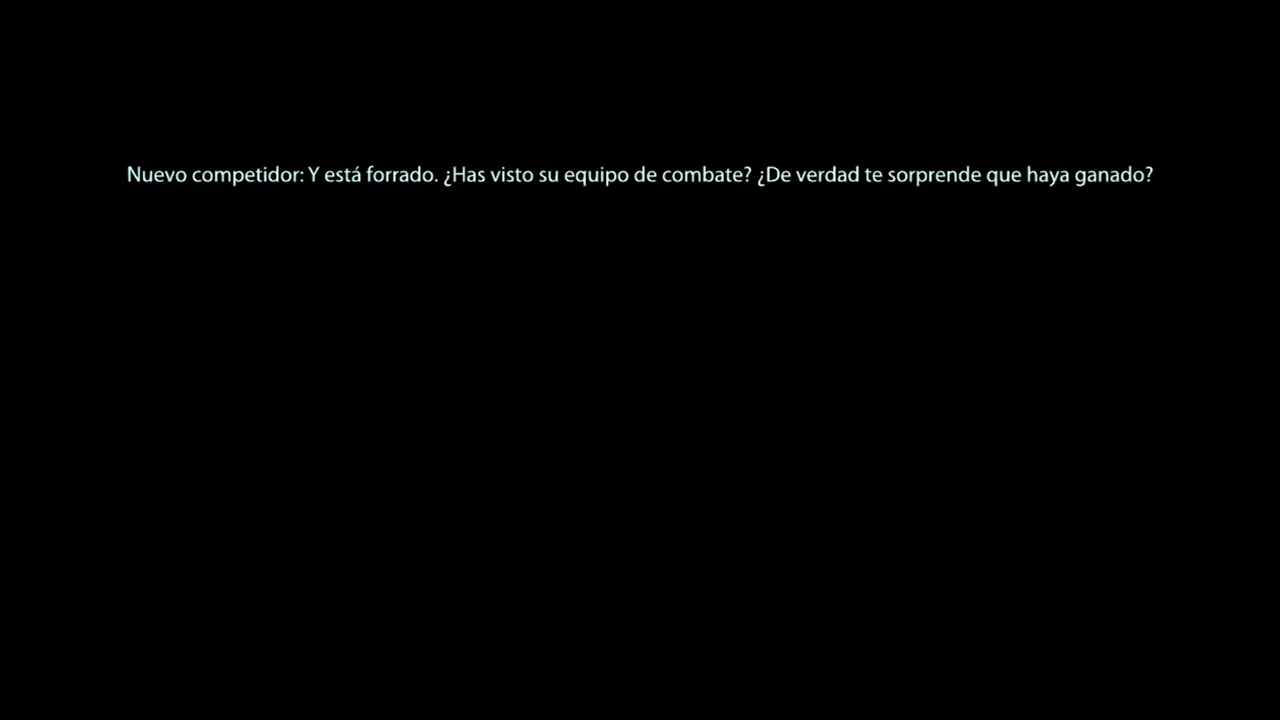 Nuevo competidor: Y está forrado. ¿Has visto su equipo de combate? ¿De verdad te sorprende que haya ganado?